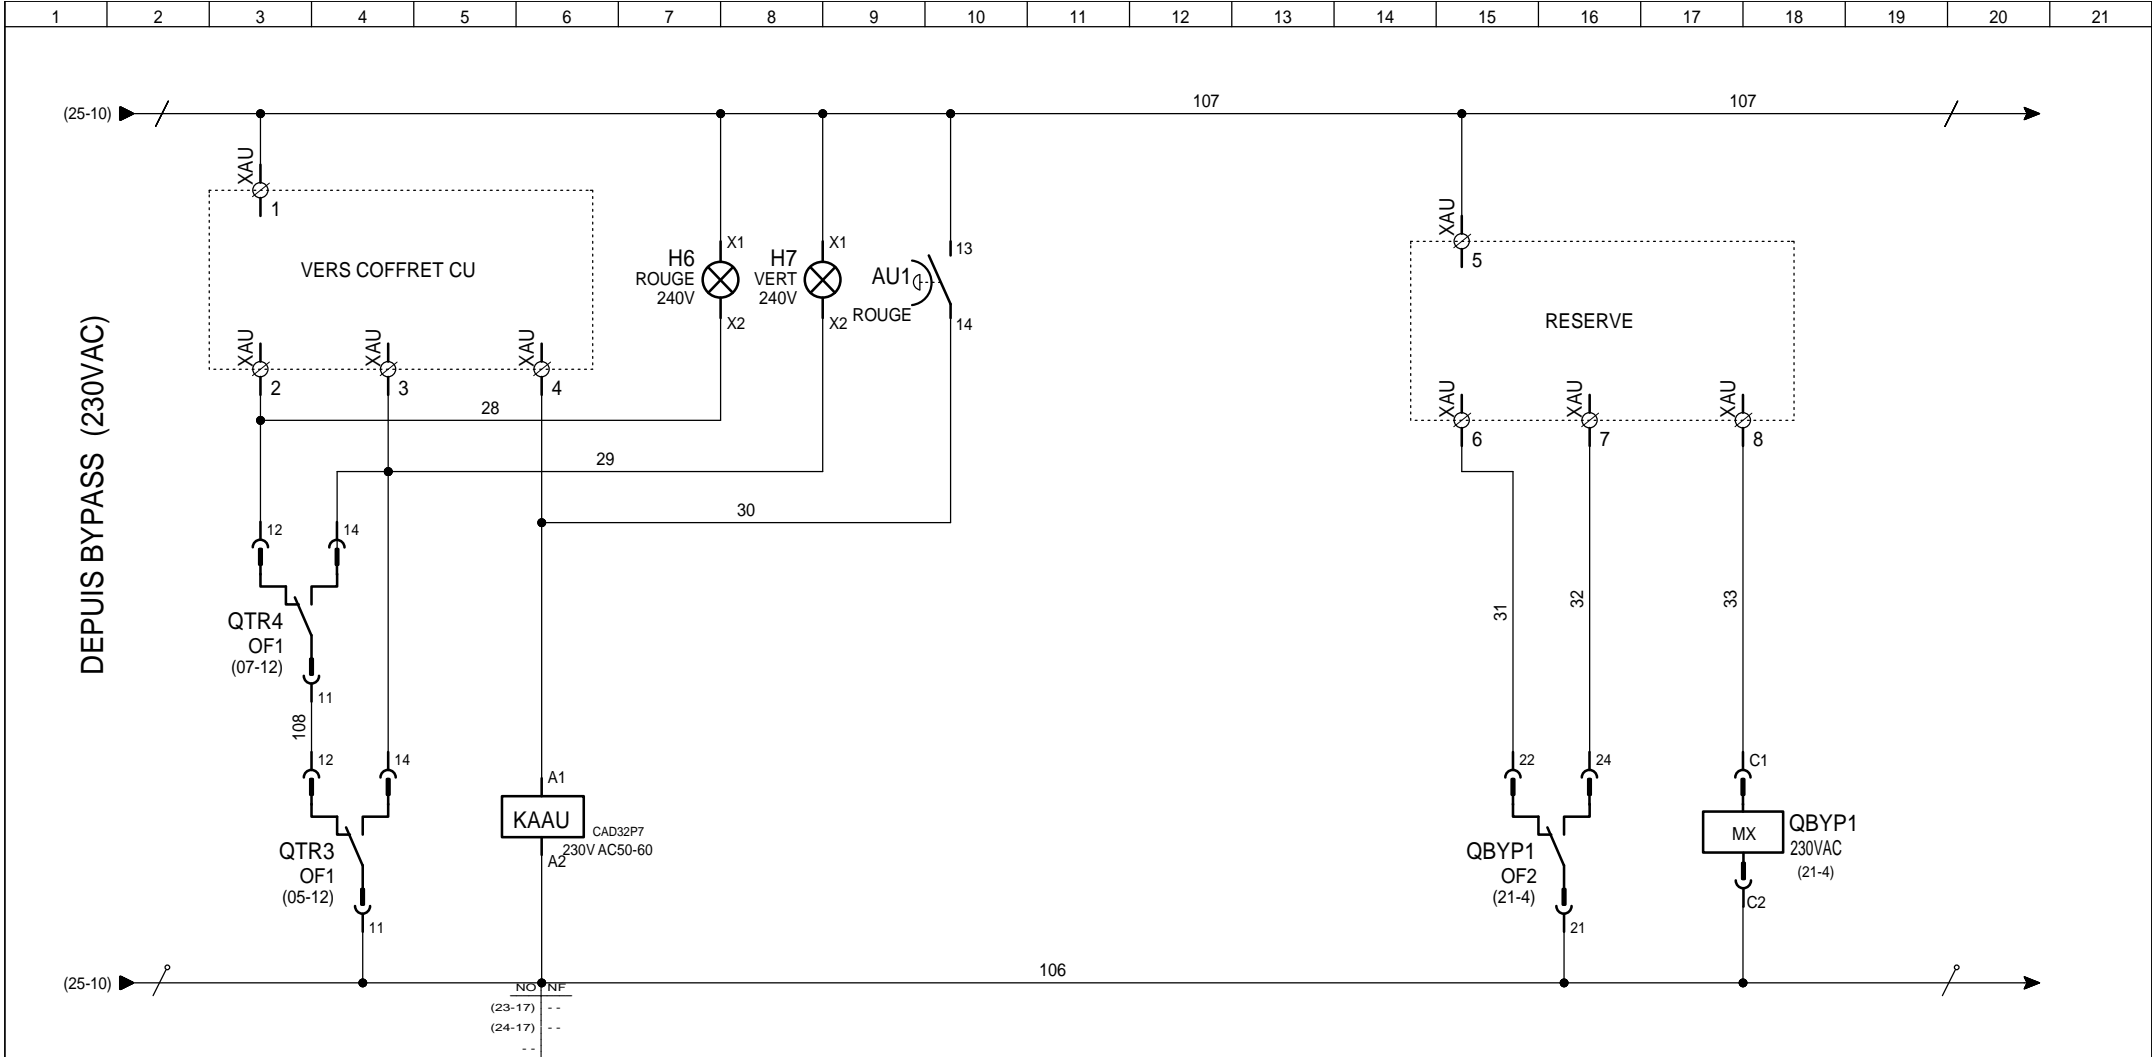 1 2 3 4 5 6 7 8 9 10 11 12 13 14 15 16 17 18 19 20 21
(25-10) 107 107
XAU
1
VERS COFFRET CU
XAU XAU XAU
2 3 4
DEPUIS BYPASS (230VAC)
X1 X1 13
H6
ROUGE
240V
H7
VERT
240V
AU1
ROUGE
X2 X2 14
XAU
5
RESERVE
XAU XAU XAU
6 7 8
28
29
30
12 14
QTR4
OF1
(07-12)
11
108
12 14
QTR3
OF1
(05-12)
11
A1
KAAU
CAD32P7
230V AC50-60
A2
31 32 33
22 24
QBYP1
OF2
(21-4)
21
C1
MX
QBYP1
230VAC
(21-4)
C2
(25-10) 106
NO NF
(23-17) - -
(24-17) - -
- -